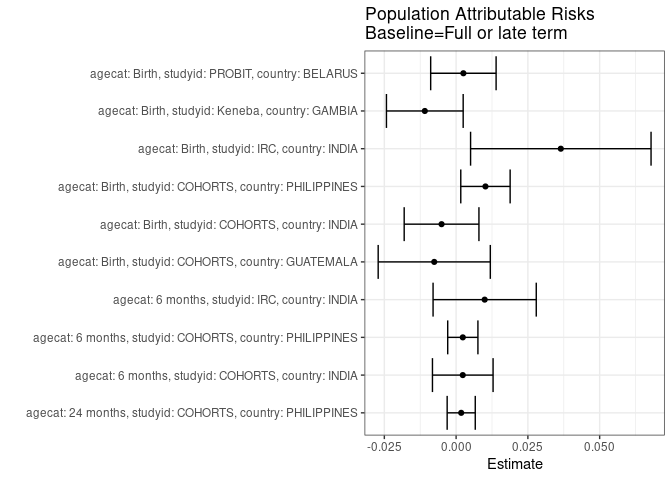 Population Attributable Risks
Baseline=Full or late term
agecat: Birth, studyid: PROBIT, country: BELARUS
agecat: Birth, studyid: Keneba, country: GAMBIA
agecat: Birth, studyid: IRC, country: INDIA
agecat: Birth, studyid: COHORTS, country: PHILIPPINES
agecat: Birth, studyid: COHORTS, country: INDIA
agecat: Birth, studyid: COHORTS, country: GUATEMALA
agecat: 6 months, studyid: IRC, country: INDIA
agecat: 6 months, studyid: COHORTS, country: PHILIPPINES
agecat: 6 months, studyid: COHORTS, country: INDIA
agecat: 24 months, studyid: COHORTS, country: PHILIPPINES
-0.025 0.000 0.025 0.050
Estimate